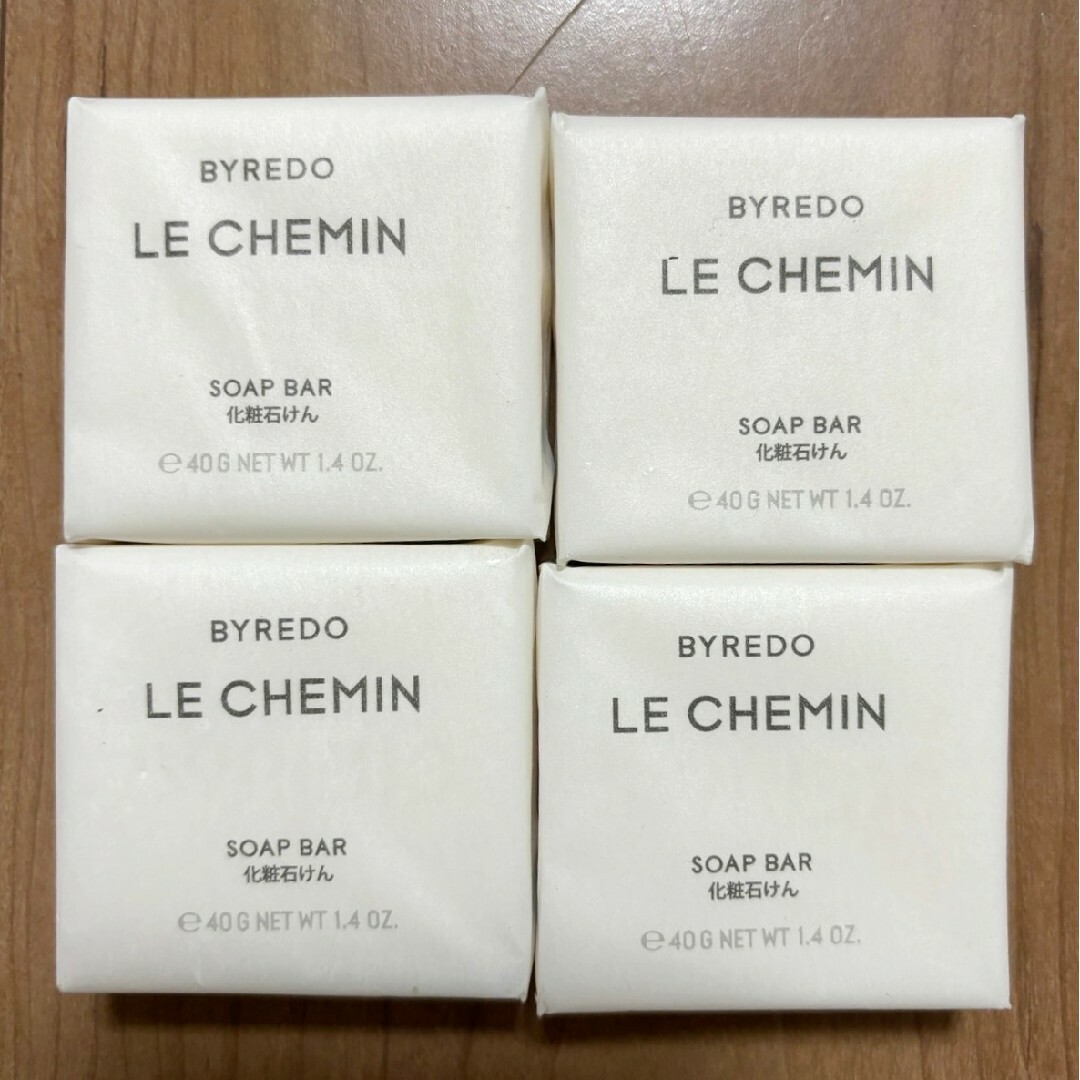 BYREDO
LE CHEMIN
SOAP BAR
化粧石けん
℮ 40 G NET WT 1.4 OZ.
BYREDO
LE CHEMIN
SOAP BAR
化粧石けん
℮ 40 G NET WT 1.4 OZ.
BYREDO
LE CHEMIN
SOAP BAR
化粧石けん
℮ 40 G NET WT 1.4 OZ.
BYREDO
LE CHEMIN
SOAP BAR
化粧石けん
℮ 40 G NET WT 1.4 OZ.